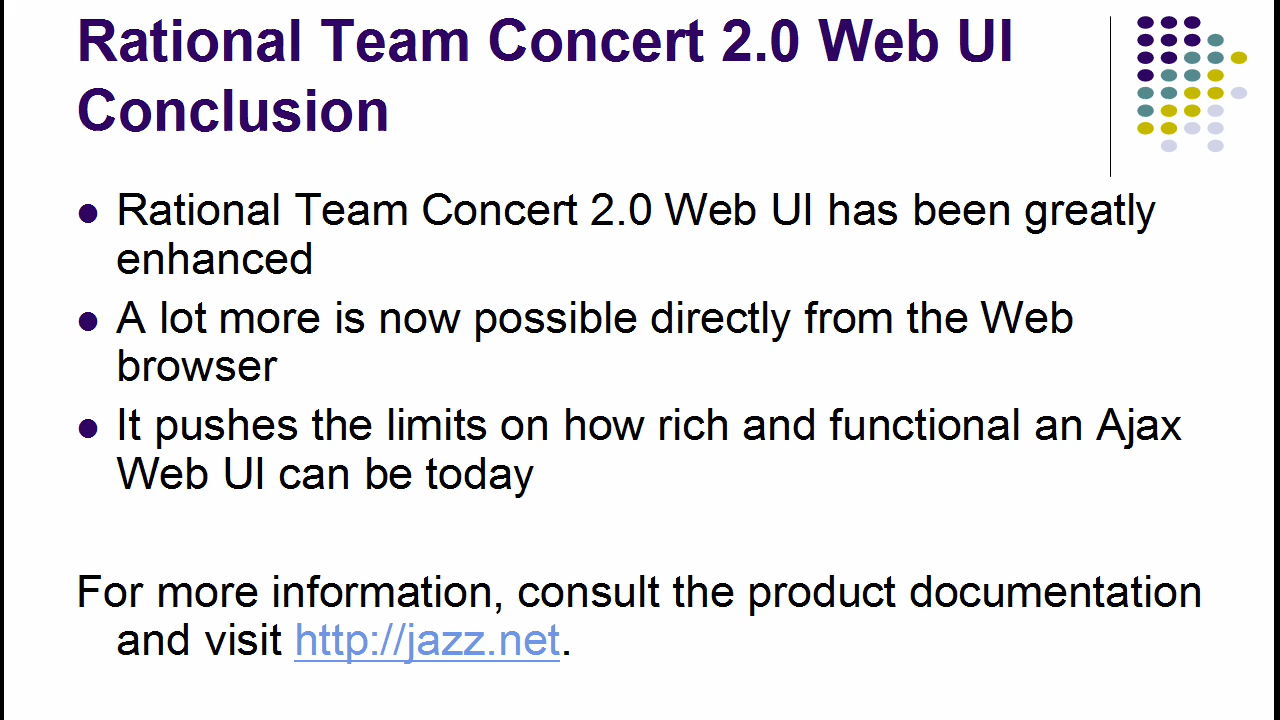 Rational Team Concert 2.0 Web UI
Conclusion
Rational Team Concert 2.0 Web UI has been greatly
enhanced
A lot more is now possible directly from the Web
browser
It pushes the limits on how rich and functional an Ajax
Web UI can be today
For more information, consult the product documentation
and visit http://jazz.net.